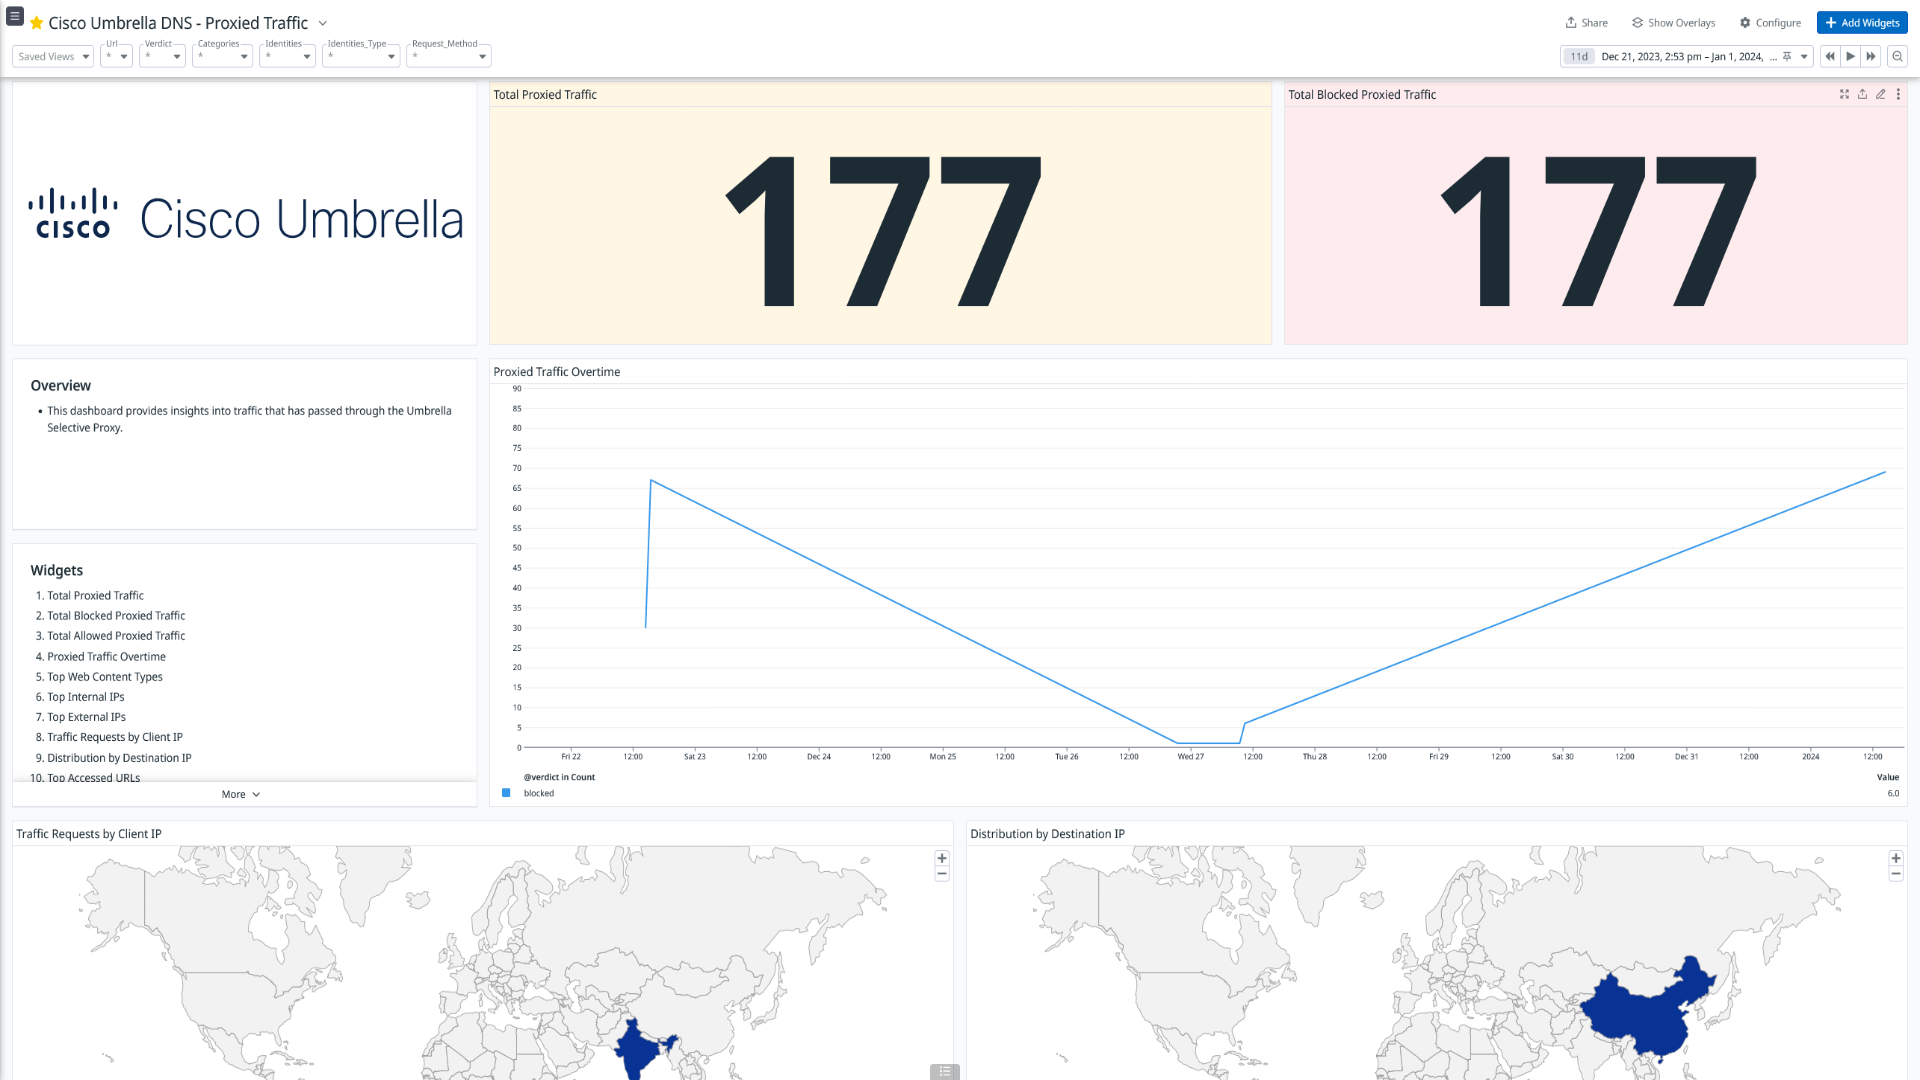 Cisco Umbrella DNS - Proxied Traffic
Share
Show Overlays
Configure
Add Widgets
Saved Views
Url
*
Verdict
*
Categories
*
Identities
*
Identities_Type
*
Request_Method
*
11d
Dec 21, 2023, 2:53 pm – Jan 1, 2024, ...
CISCO
Cisco Umbrella
Total Proxied Traffic
177
Total Blocked Proxied Traffic
177
Overview
• This dashboard provides insights into traffic that has passed through the Umbrella
Selective Proxy.
Widgets
1. Total Proxied Traffic
2. Total Blocked Proxied Traffic
3. Total Allowed Proxied Traffic
4. Proxied Traffic Overtime
5. Top Web Content Types
6. Top Internal IPs
7. Top External IPs
8. Traffic Requests by Client IP
9. Distribution by Destination IP
10. Top Accessed URLs
More
Proxied Traffic Overtime
90
85
80
75
70
65
60
55
50
45
40
35
30
25
20
15
10
5
0
Fri 22 12:00 Sat 23 12:00 Dec 24 12:00 Mon 25 12:00 Tue 26 12:00 Wed 27 12:00 Thu 28 12:00 Fri 29 12:00 Sat 30 12:00 Dec 31 12:00 2024 12:00
@verdict in Count Value
blocked 6.0
Traffic Requests by Client IP
Distribution by Destination IP